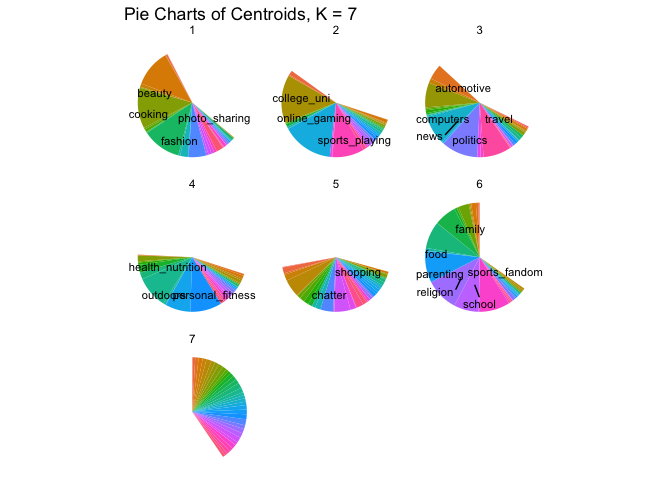 Pie Charts of Centroids, K = 7
1
2
3
beauty
cooking
photo_sharing
fashion
college_uni
online_gaming
sports_playing
automotive
computers
travel
news
politics
4
5
6
health_nutrition
outdoors
personal_fitness
shopping
chatter
family
food
parenting
sports_fandom
religion
school
7